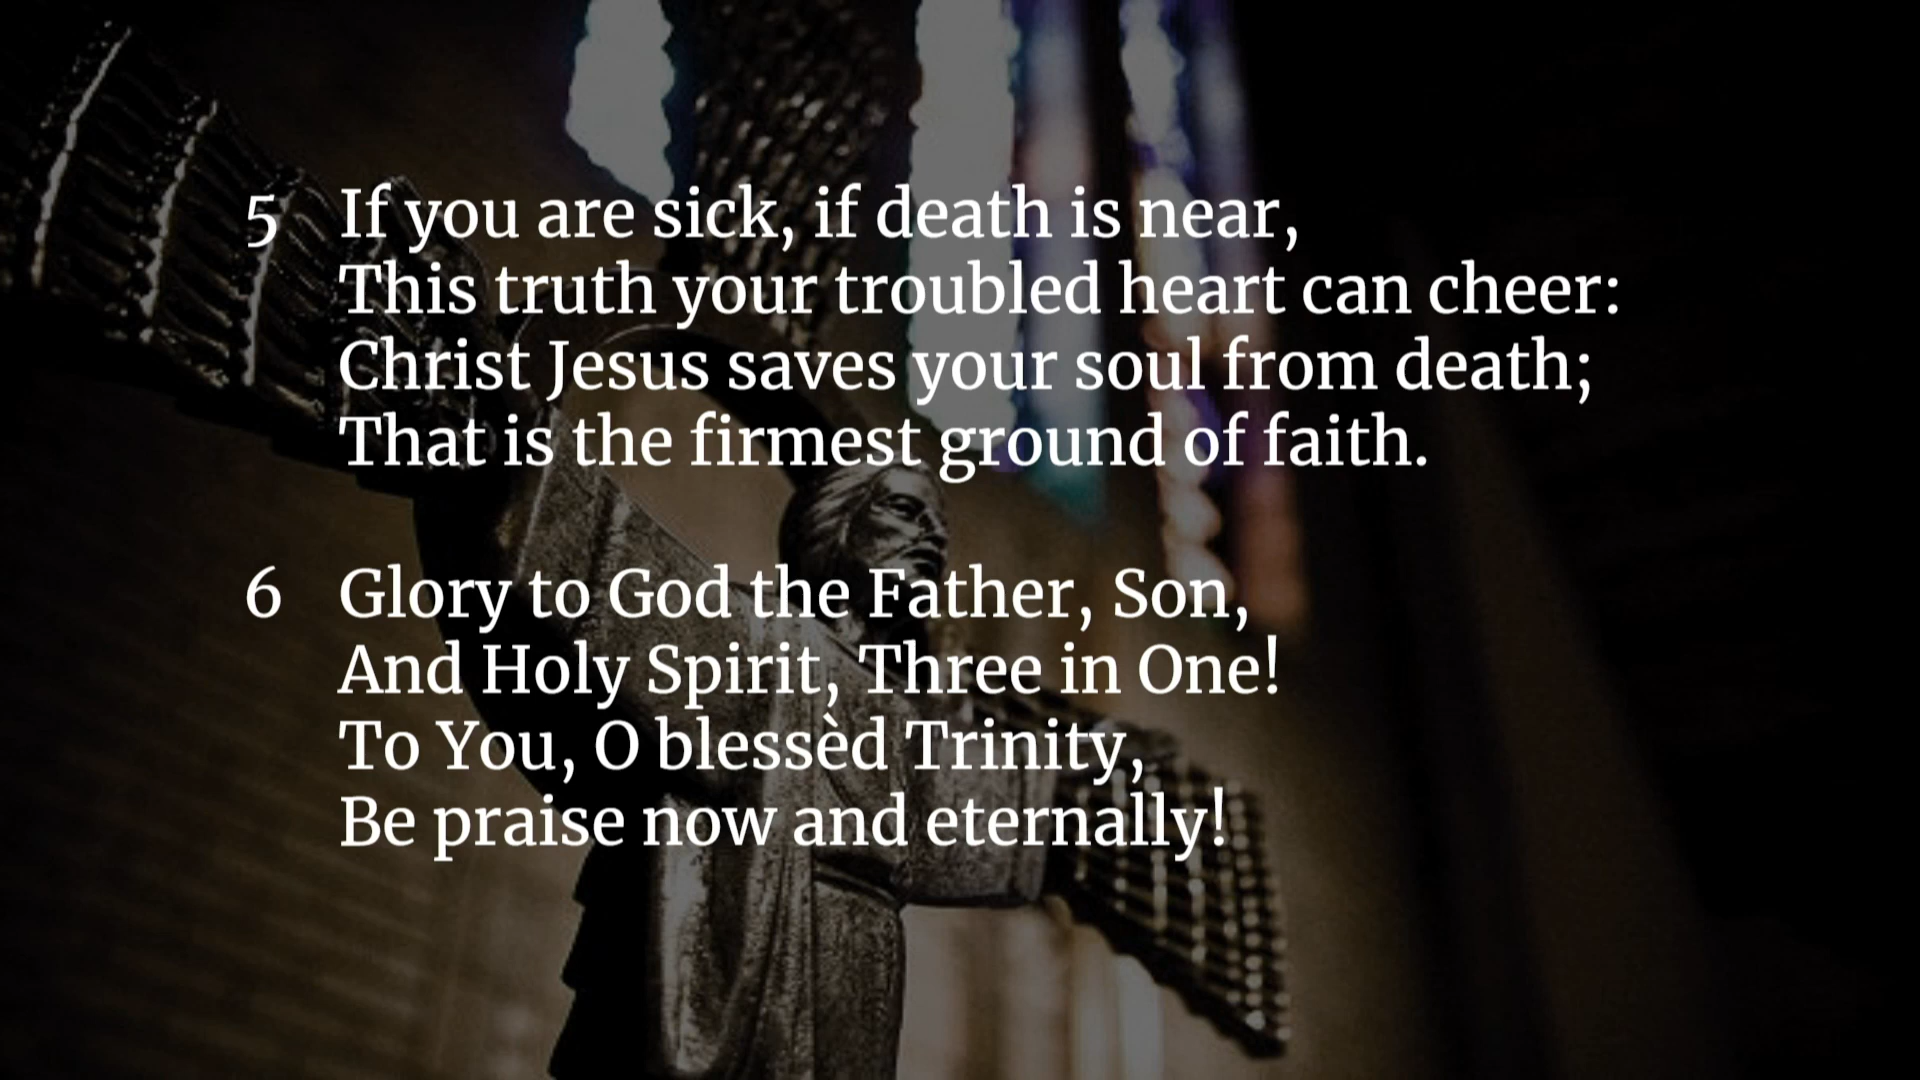 5 If you are sick, if death is near,
This truth your troubled heart can cheer:
Christ Jesus saves your soul from death;
That is the firmest ground of faith.
6 Glory to God the Father, Son,
And Holy Spirit, Three in One!
To You, O blessèd Trinity,
Be praise now and eternally!